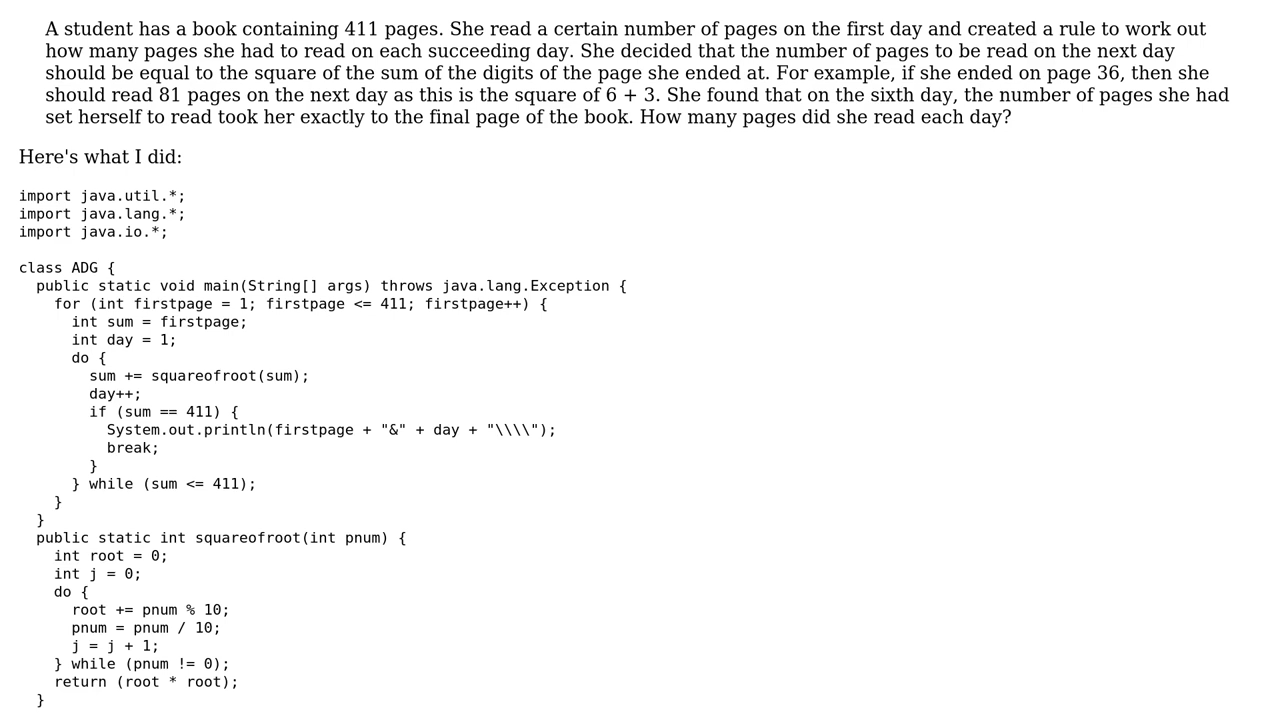 A student has a book containing 411 pages. She read a certain number of pages on the first day and created a rule to work out
how many pages she had to read on each succeeding day. She decided that the number of pages to be read on the next day
should be equal to the square of the sum of the digits of the page she ended at. For example, if she ended on page 36, then she
should read 81 pages on the next day as this is the square of 6 + 3. She found that on the sixth day, the number of pages she had
set herself to read took her exactly to the final page of the book. How many pages did she read each day?
Here's what I did:
import java.util.*;
import java.lang.*;
import java.io.*;
class ADG {
  public static void main(String[] args) throws java.lang.Exception {
    for (int firstpage = 1; firstpage <= 411; firstpage++) {
      int sum = firstpage;
      int day = 1;
      do {
        sum += squareofroot(sum);
        day++;
        if (sum == 411) {
          System.out.println(firstpage + "&" + day + "\\\\");
          break;
        }
      } while (sum <= 411);
    }
  }
  public static int squareofroot(int pnum) {
    int root = 0;
    int j = 0;
    do {
      root += pnum % 10;
      pnum = pnum / 10;
      j = j + 1;
    } while (pnum != 0);
    return (root * root);
  }